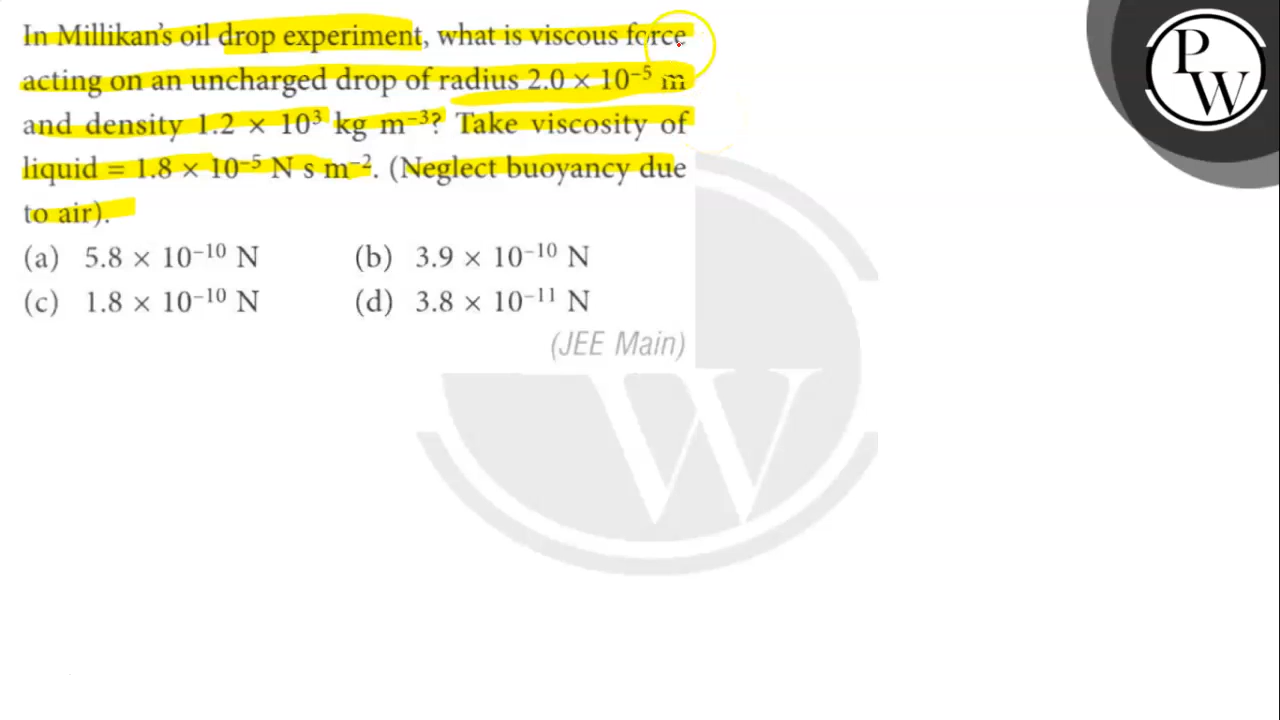 In Millikan's oil drop experiment, what is viscous force
acting on an uncharged drop of radius 2.0 × 10⁻⁵ m
and density 1.2 × 10³ kg m⁻³? Take viscosity of
liquid = 1.8 × 10⁻⁵ N s m⁻². (Neglect buoyancy due
to air).
(a) 5.8 × 10⁻¹⁰ N (b) 3.9 × 10⁻¹⁰ N
(c) 1.8 × 10⁻¹⁰ N (d) 3.8 × 10⁻¹¹ N
(JEE Main)
P
W
W